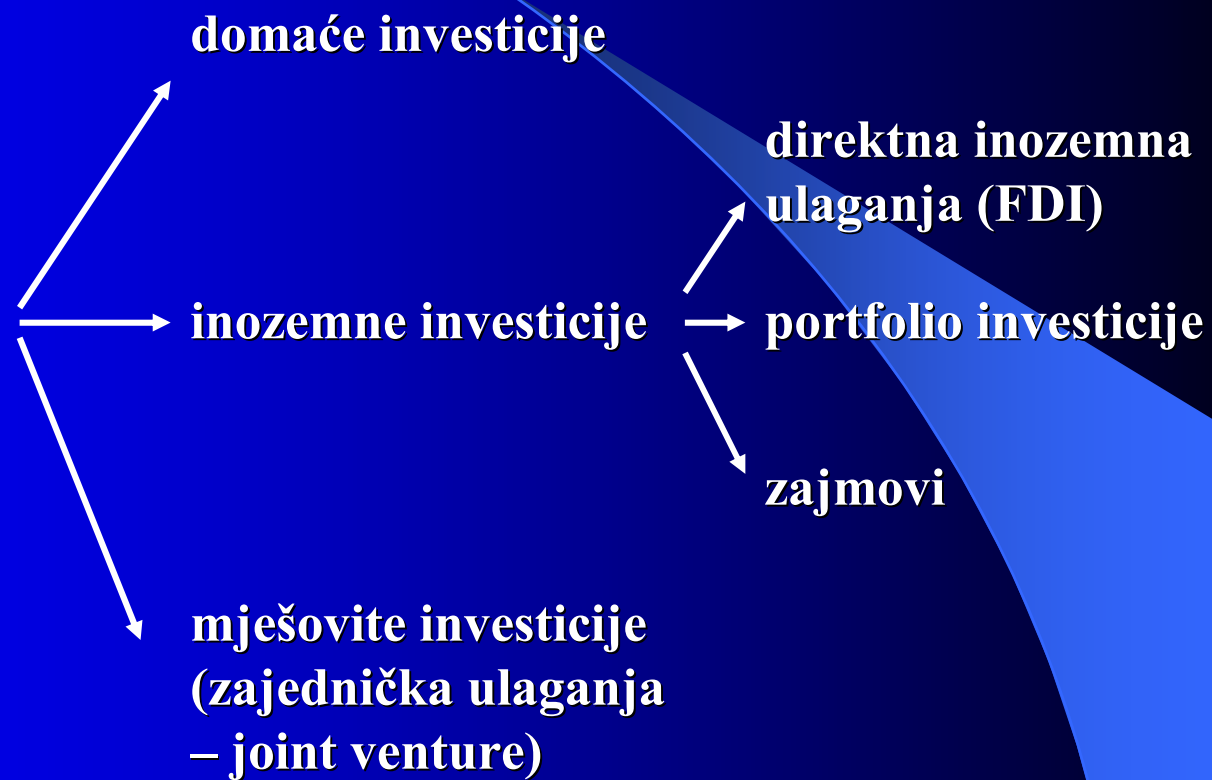 domaće investicije
direktna inozemna
ulaganja (FDI)
inozemne investicije
portfolio investicije
zajmovi
mješovite investicije
(zajednička ulaganja
– joint venture)